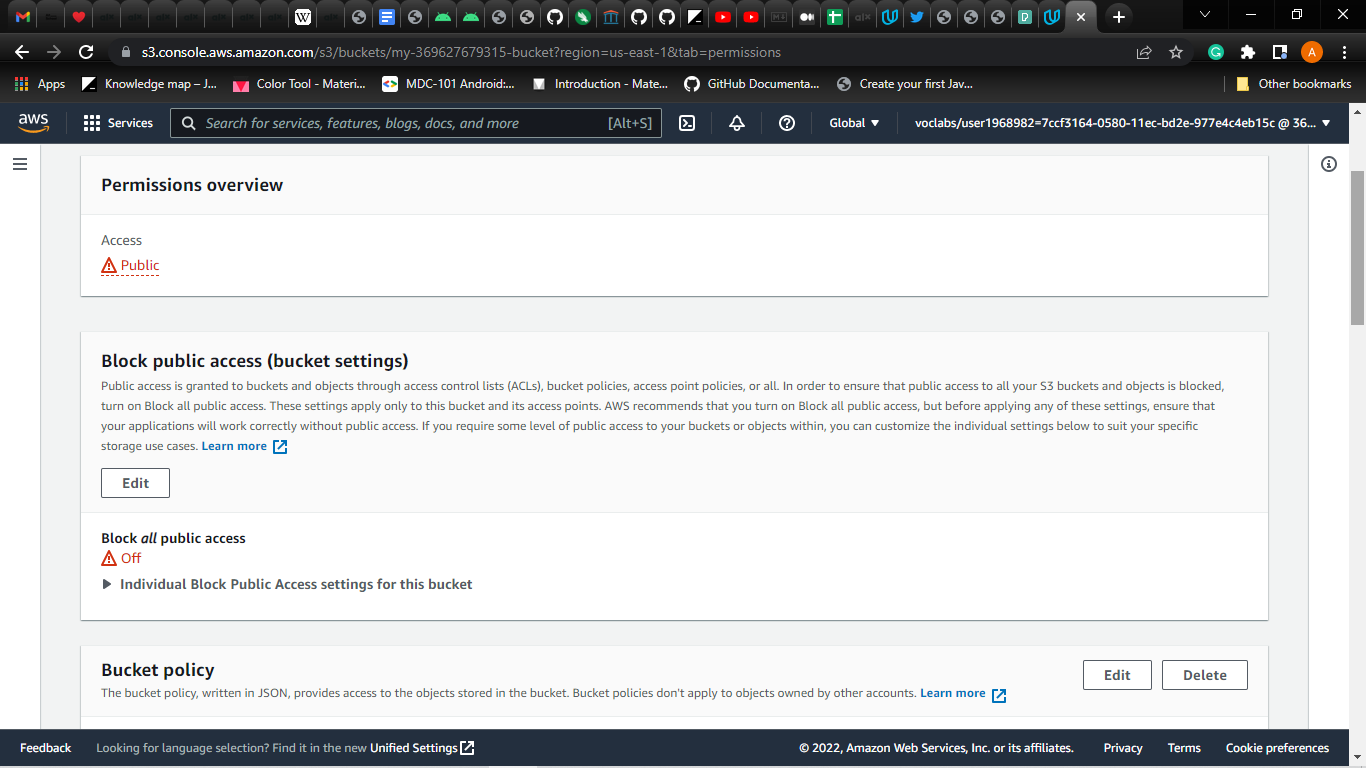 s3.console.aws.amazon.com/s3/buckets/my-369627679315-bucket?region=us-east-1&tab=permissions
A
Apps
Knowledge map – J...
Color Tool - Materi...
MDC-101 Android:...
Introduction - Mate...
GitHub Documenta...
Create your first Jav...
Other bookmarks
aws
Services
Search for services, features, blogs, docs, and more
[Alt+S]
Global
voclabs/user1968982=7ccf3164-0580-11ec-bd2e-977e4c4eb15c @ 36...
Permissions overview
Access
Public
Block public access (bucket settings)
Public access is granted to buckets and objects through access control lists (ACLs), bucket policies, access point policies, or all. In order to ensure that public access to all your S3 buckets and objects is blocked,
turn on Block all public access. These settings apply only to this bucket and its access points. AWS recommends that you turn on Block all public access, but before applying any of these settings, ensure that
your applications will work correctly without public access. If you require some level of public access to your buckets or objects within, you can customize the individual settings below to suit your specific
storage use cases. Learn more
Edit
Block all public access
Off
Individual Block Public Access settings for this bucket
Bucket policy
Edit
Delete
The bucket policy, written in JSON, provides access to the objects stored in the bucket. Bucket policies don't apply to objects owned by other accounts. Learn more
Feedback
Looking for language selection? Find it in the new Unified Settings
© 2022, Amazon Web Services, Inc. or its affiliates.
Privacy
Terms
Cookie preferences